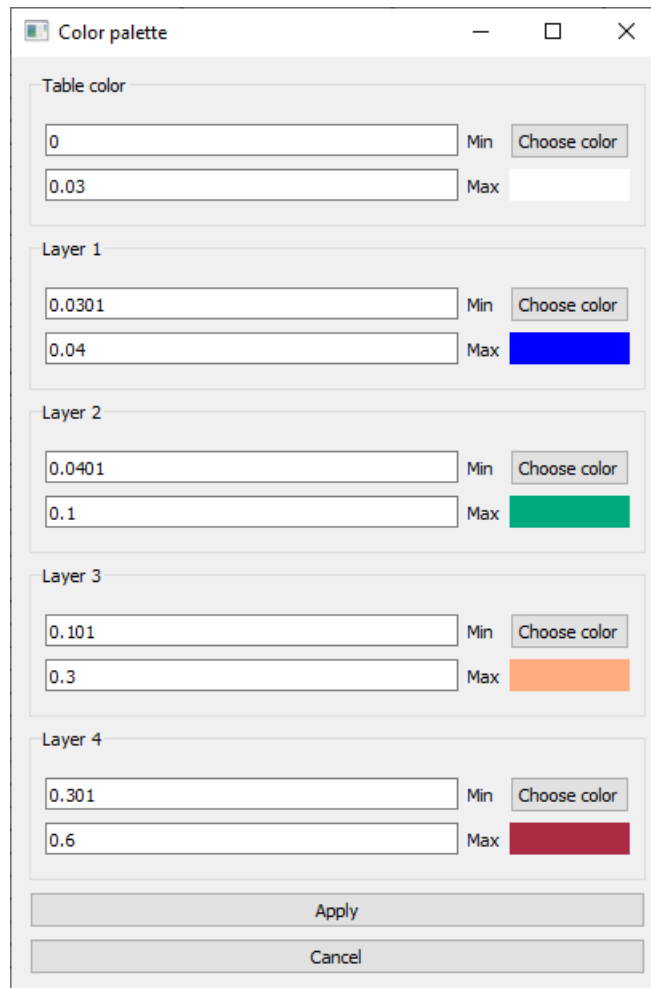 Color palette
Table color
0 Min Choose color
0.03 Max
Layer 1
0.0301 Min Choose color
0.04 Max
Layer 2
0.0401 Min Choose color
0.1 Max
Layer 3
0.101 Min Choose color
0.3 Max
Layer 4
0.301 Min Choose color
0.6 Max
Apply
Cancel